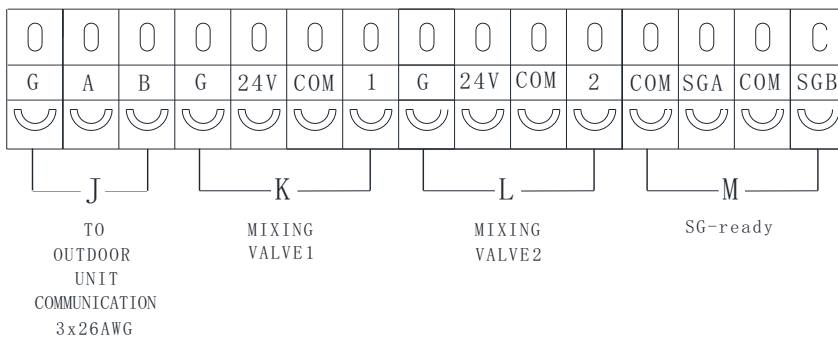 G A B G 24V COM 1 G 24V COM 2 COM SGA COM SGB
J K L M
TO
OUTDOOR
UNIT
COMMUNICATION
3x26AWG
MIXING
VALVE1
MIXING
VALVE2
SG-ready